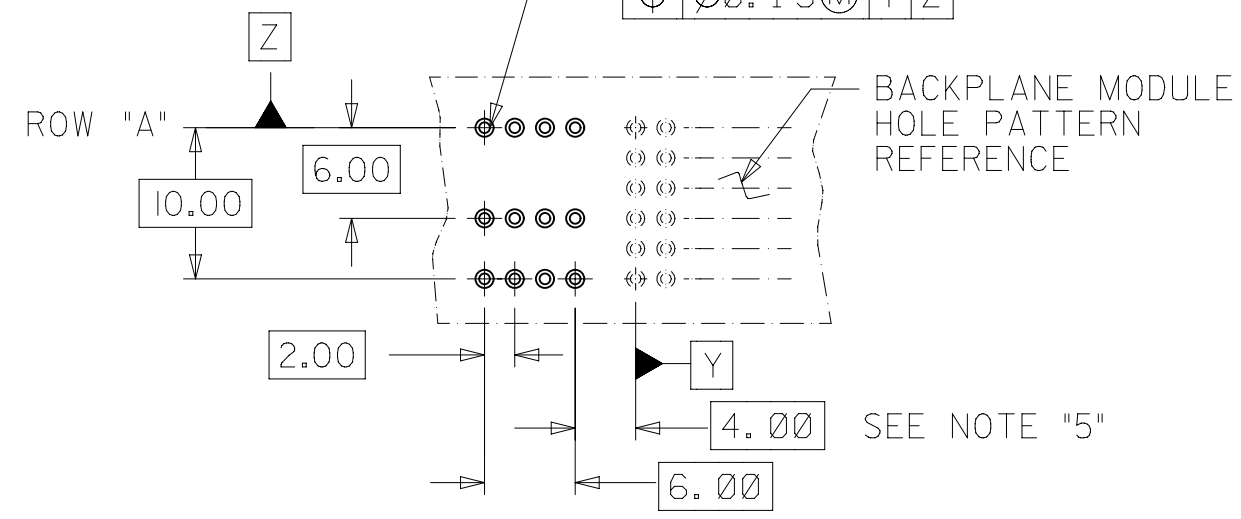 Z
ROW "A"
BACKPLANE MODULE
HOLE PATTERN
REFERENCE
6.00
10.00
2.00
Y
4.00 SEE NOTE "5"
6.00